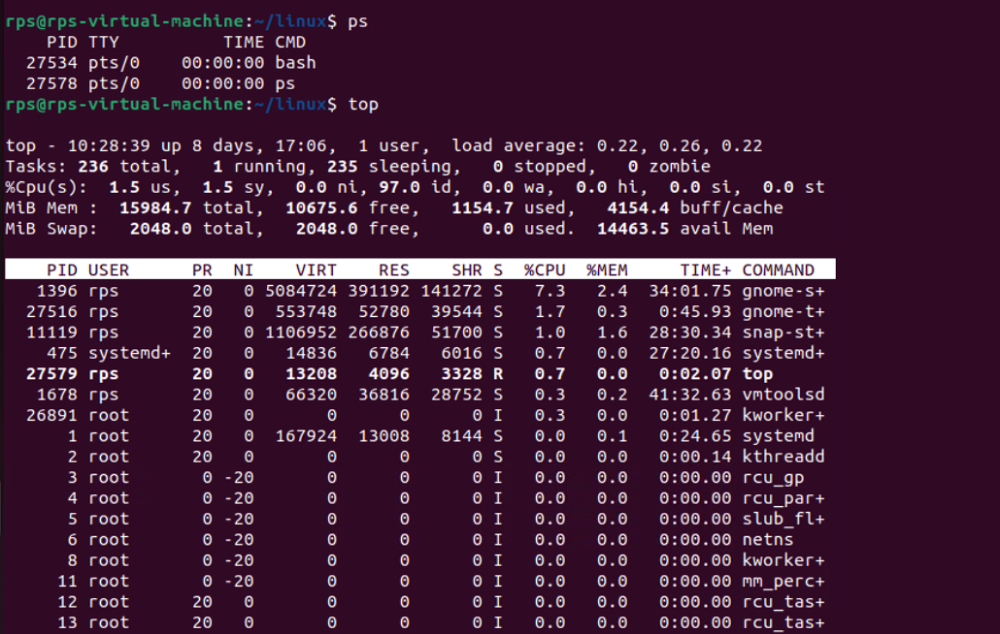 rps@rps-virtual-machine:~/linux$ ps
    PID TTY          TIME CMD
  27534 pts/0    00:00:00 bash
  27578 pts/0    00:00:00 ps
rps@rps-virtual-machine:~/linux$ top
top - 10:28:39 up 8 days, 17:06,  1 user,  load average: 0.22, 0.26, 0.22
Tasks: 236 total,   1 running, 235 sleeping,   0 stopped,   0 zombie
%Cpu(s):  1.5 us,  1.5 sy,  0.0 ni, 97.0 id,  0.0 wa,  0.0 hi,  0.0 si,  0.0 st
MiB Mem :  15984.7 total,  10675.6 free,   1154.7 used,   4154.4 buff/cache
MiB Swap:   2048.0 total,   2048.0 free,      0.0 used.  14463.5 avail Mem
    PID USER      PR  NI    VIRT    RES    SHR S  %CPU  %MEM     TIME+ COMMAND
   1396 rps       20   0 5084724 391192 141272 S   7.3   2.4  34:01.75 gnome-s+
  27516 rps       20   0  553748  52780  39544 S   1.7   0.3   0:45.93 gnome-t+
  11119 rps       20   0 1106952 266876  51700 S   1.0   1.6  28:30.34 snap-st+
    475 systemd+  20   0   14836   6784   6016 S   0.7   0.0  27:20.16 systemd+
  27579 rps       20   0   13208   4096   3328 R   0.7   0.0   0:02.07 top
   1678 rps       20   0   66320  36816  28752 S   0.3   0.2  41:32.63 vmtoolsd
  26891 root      20   0       0      0      0 I   0.3   0.0   0:01.27 kworker+
      1 root      20   0  167924  13008   8144 S   0.0   0.1   0:24.65 systemd
      2 root      20   0       0      0      0 S   0.0   0.0   0:00.14 kthreadd
      3 root       0 -20       0      0      0 I   0.0   0.0   0:00.00 rcu_gp
      4 root       0 -20       0      0      0 I   0.0   0.0   0:00.00 rcu_par+
      5 root       0 -20       0      0      0 I   0.0   0.0   0:00.00 slub_fl+
      6 root       0 -20       0      0      0 I   0.0   0.0   0:00.00 netns
      8 root       0 -20       0      0      0 I   0.0   0.0   0:00.00 kworker+
     11 root       0 -20       0      0      0 I   0.0   0.0   0:00.00 mm_perc+
     12 root      20   0       0      0      0 I   0.0   0.0   0:00.00 rcu_tas+
     13 root      20   0       0      0      0 I   0.0   0.0   0:00.00 rcu_tas+